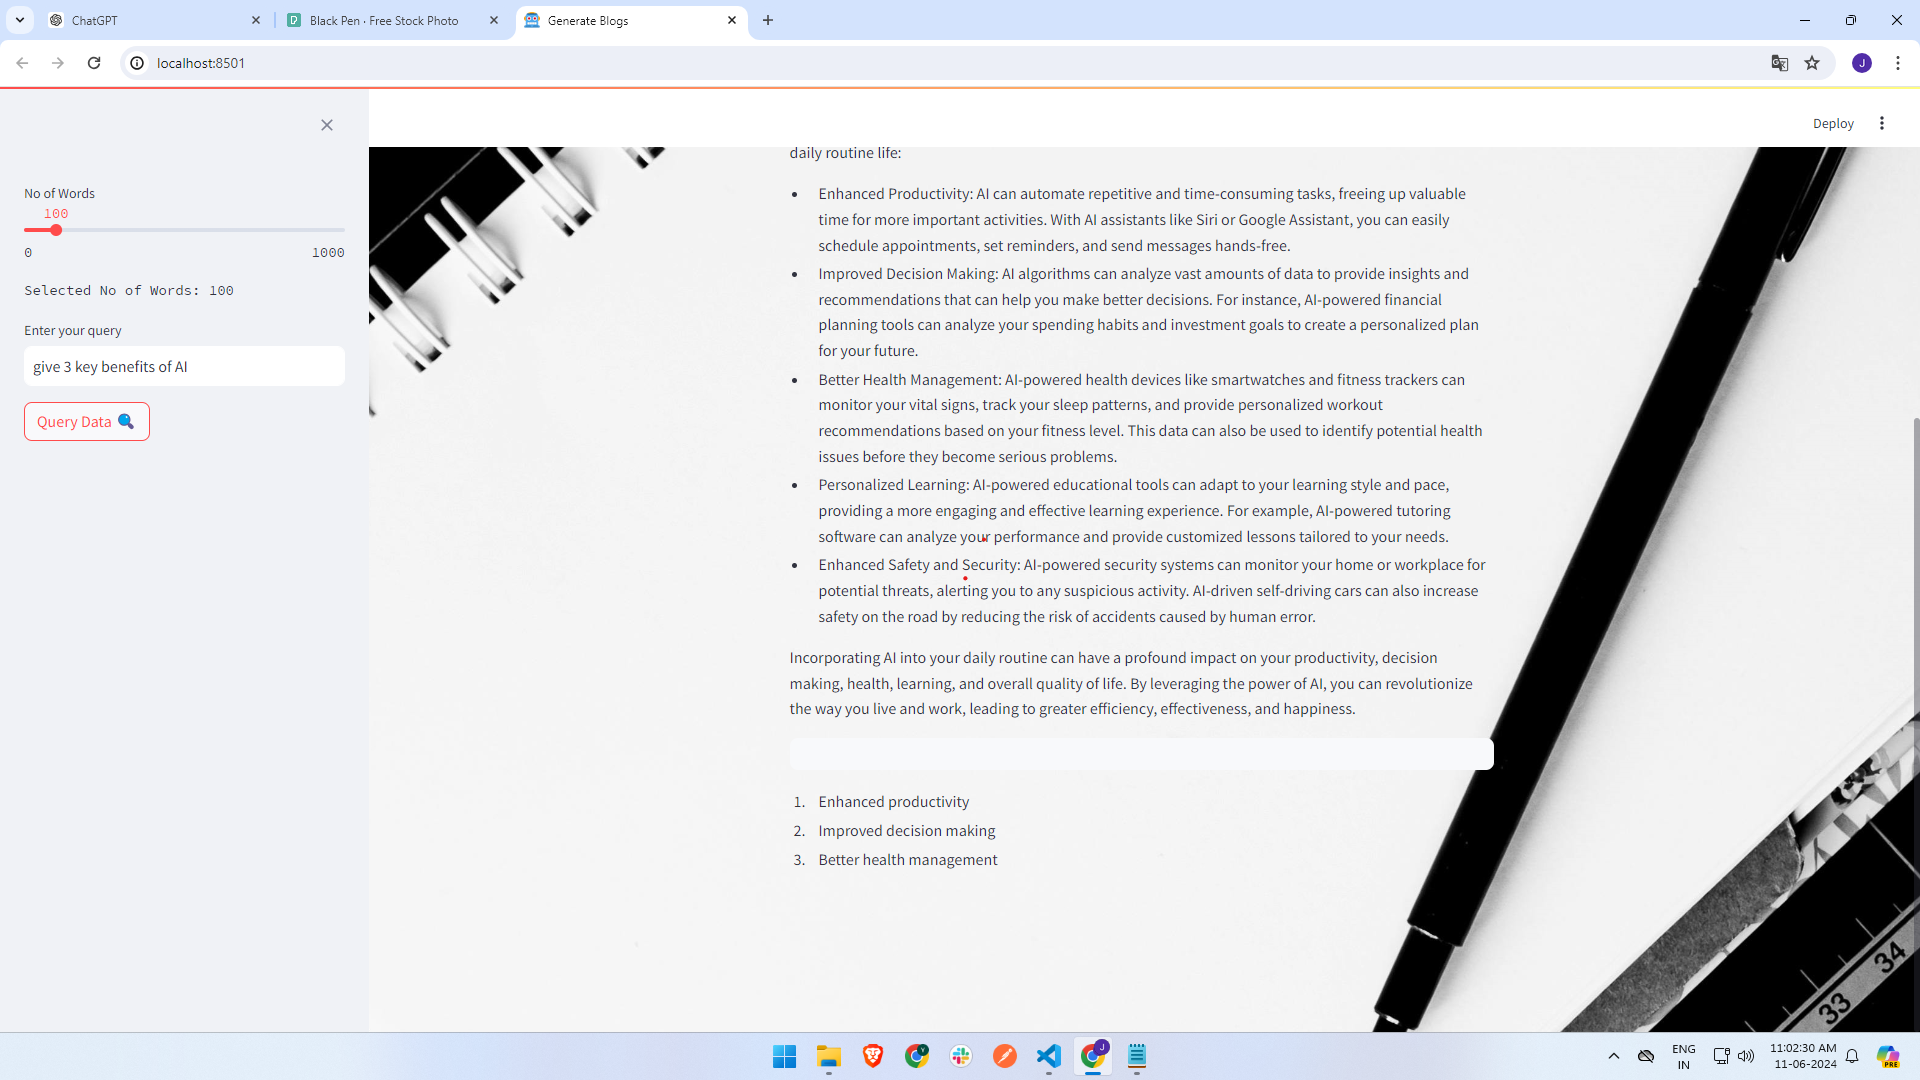 ChatGPT
Black Pen · Free Stock Photo
Generate Blogs
localhost:8501
J
Deploy
No of Words
100
0
1000
Selected No of Words: 100
Enter your query
give 3 key benefits of AI
Query Data
daily routine life:
• Enhanced Productivity: AI can automate repetitive and time-consuming tasks, freeing up valuable
time for more important activities. With AI assistants like Siri or Google Assistant, you can easily
schedule appointments, set reminders, and send messages hands-free.
• Improved Decision Making: AI algorithms can analyze vast amounts of data to provide insights and
recommendations that can help you make better decisions. For instance, AI-powered financial
planning tools can analyze your spending habits and investment goals to create a personalized plan
for your future.
• Better Health Management: AI-powered health devices like smartwatches and fitness trackers can
monitor your vital signs, track your sleep patterns, and provide personalized workout
recommendations based on your fitness level. This data can also be used to identify potential health
issues before they become serious problems.
• Personalized Learning: AI-powered educational tools can adapt to your learning style and pace,
providing a more engaging and effective learning experience. For example, AI-powered tutoring
software can analyze your performance and provide customized lessons tailored to your needs.
• Enhanced Safety and Security: AI-powered security systems can monitor your home or workplace for
potential threats, alerting you to any suspicious activity. AI-driven self-driving cars can also increase
safety on the road by reducing the risk of accidents caused by human error.
Incorporating AI into your daily routine can have a profound impact on your productivity, decision
making, health, learning, and overall quality of life. By leveraging the power of AI, you can revolutionize
the way you live and work, leading to greater efficiency, effectiveness, and happiness.
1. Enhanced productivity
2. Improved decision making
3. Better health management
34
33
J
ENG
IN
11:02:30 AM
11-06-2024
PRE